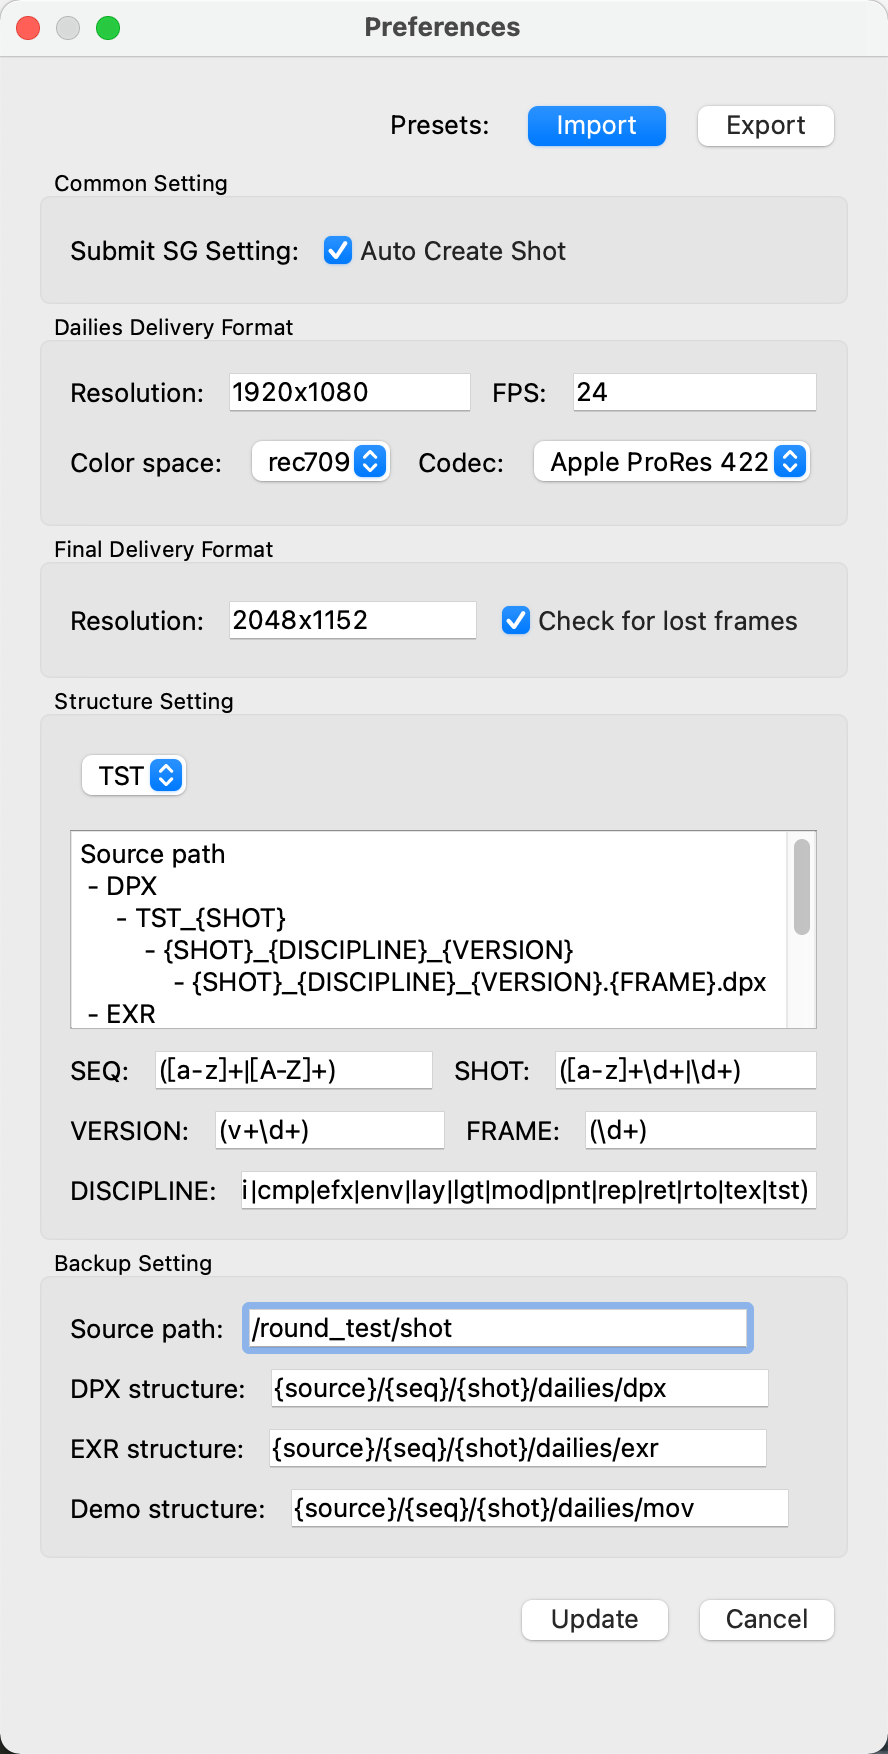 Preferences
Presets: Import Export
Common Setting
Submit SG Setting: Auto Create Shot
Dailies Delivery Format
Resolution: 1920x1080 FPS: 24
Color space: rec709 Codec: Apple ProRes 422
Final Delivery Format
Resolution: 2048x1152 Check for lost frames
Structure Setting
TST
Source path
- DPX
- TST_{SHOT}
- {SHOT}_{DISCIPLINE}_{VERSION}
- {SHOT}_{DISCIPLINE}_{VERSION}.{FRAME}.dpx
- EXR
SEQ: ([a-z]+|[A-Z]+) SHOT: ([a-z]+\d+|\d+)
VERSION: (v+\d+) FRAME: (\d+)
DISCIPLINE: i|cmp|efx|env|lay|lgt|mod|pnt|rep|ret|rto|tex|tst)
Backup Setting
Source path: /round_test/shot
DPX structure: {source}/{seq}/{shot}/dailies/dpx
EXR structure: {source}/{seq}/{shot}/dailies/exr
Demo structure: {source}/{seq}/{shot}/dailies/mov
Update Cancel